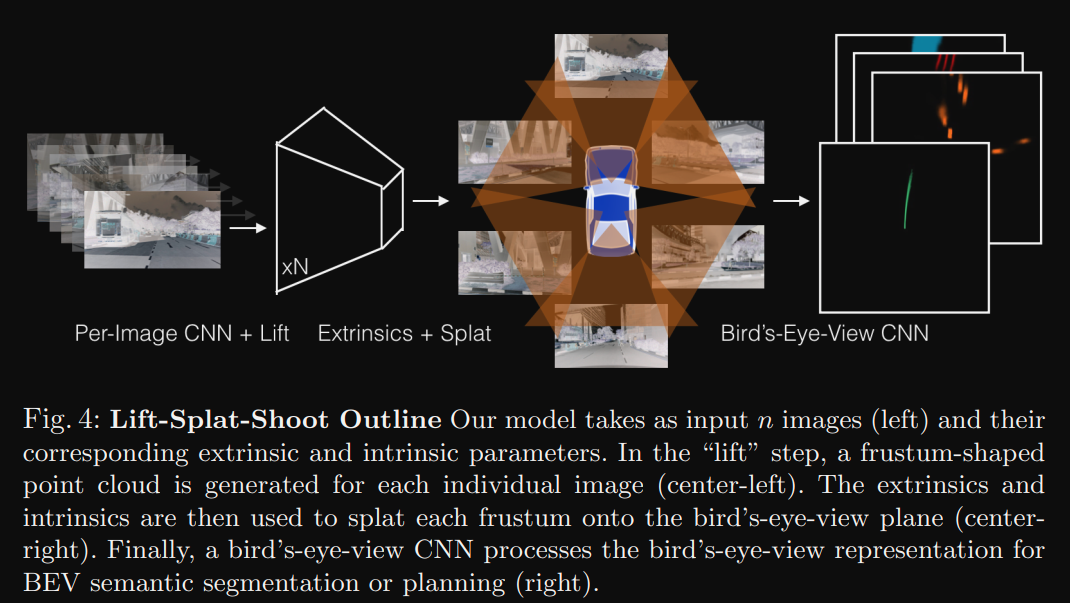 xN
Per-Image CNN + Lift
Extrinsics + Splat
Bird's-Eye-View CNN
Fig. 4: Lift-Splat-Shoot Outline Our model takes as input n images (left) and their
corresponding extrinsic and intrinsic parameters. In the “lift” step, a frustum-shaped
point cloud is generated for each individual image (center-left). The extrinsics and
intrinsics are then used to splat each frustum onto the bird's-eye-view plane (center-
right). Finally, a bird's-eye-view CNN processes the bird's-eye-view representation for
BEV semantic segmentation or planning (right).